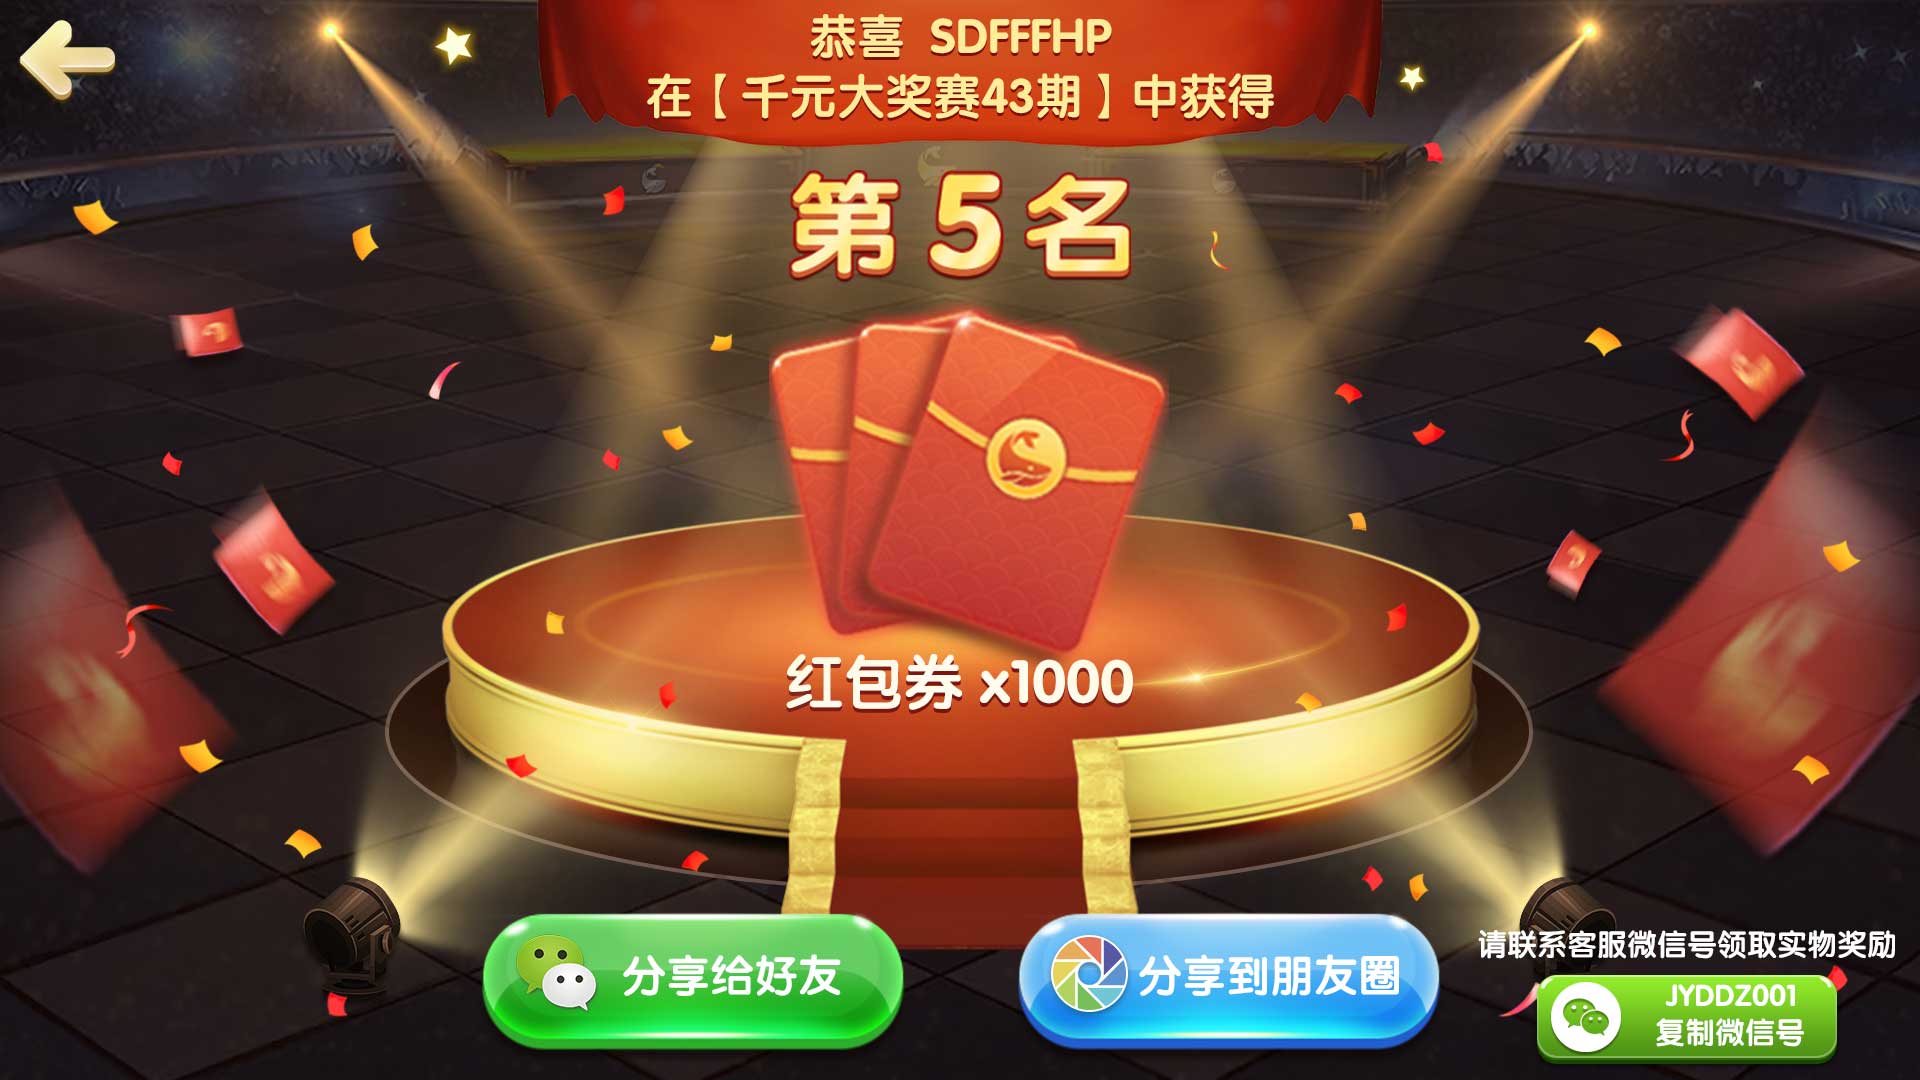 恭喜 SDFFFHP
在【千元大奖赛43期】中获得
第5名
红包券 x1000
分享给好友
分享到朋友圈
请联系客服微信号领取实物奖励
JYDDZ001
复制微信号